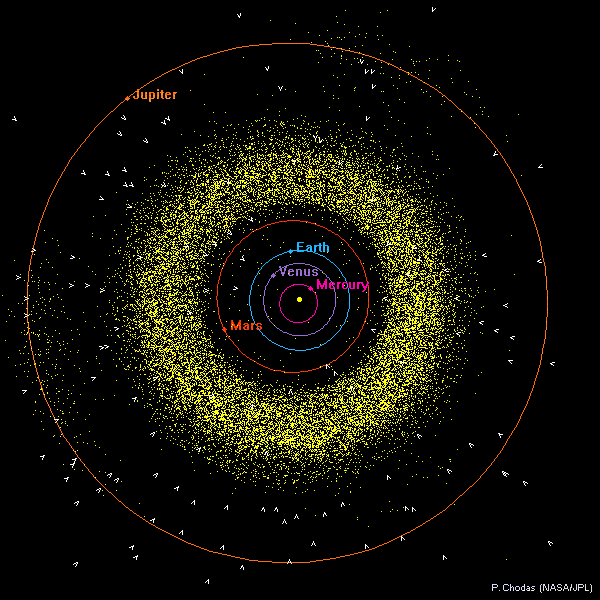 Jupiter
Earth
Venus
Mercury
Mars
P. Chodas (NASA/JPL)